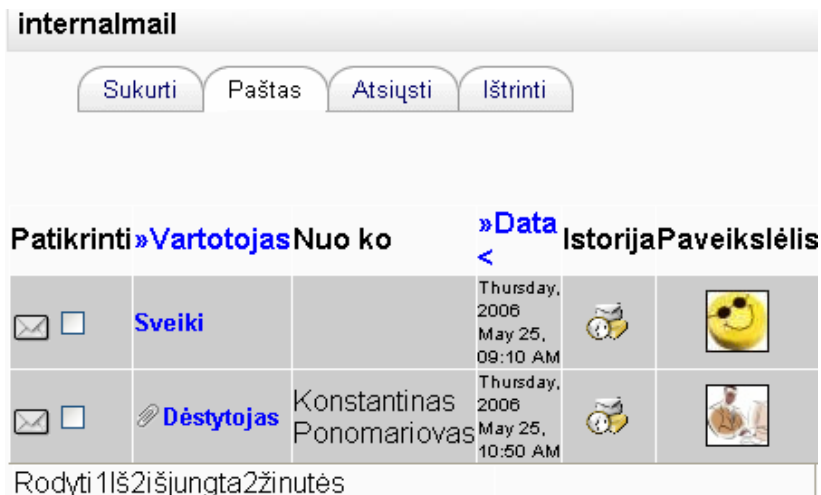 internalmail
Sukurti Paštas Atsiųsti Ištrinti
Patikrinti »Vartotojas Nuo ko »Data < Istorija Paveikslėlis
Sveiki Thursday, 2006 May 25, 09:10 AM
Dėstytojas Konstantinas Ponomariovas Thursday, 2006 May 25, 10:50 AM
Rodyti1Iš2išjungta2žinutės